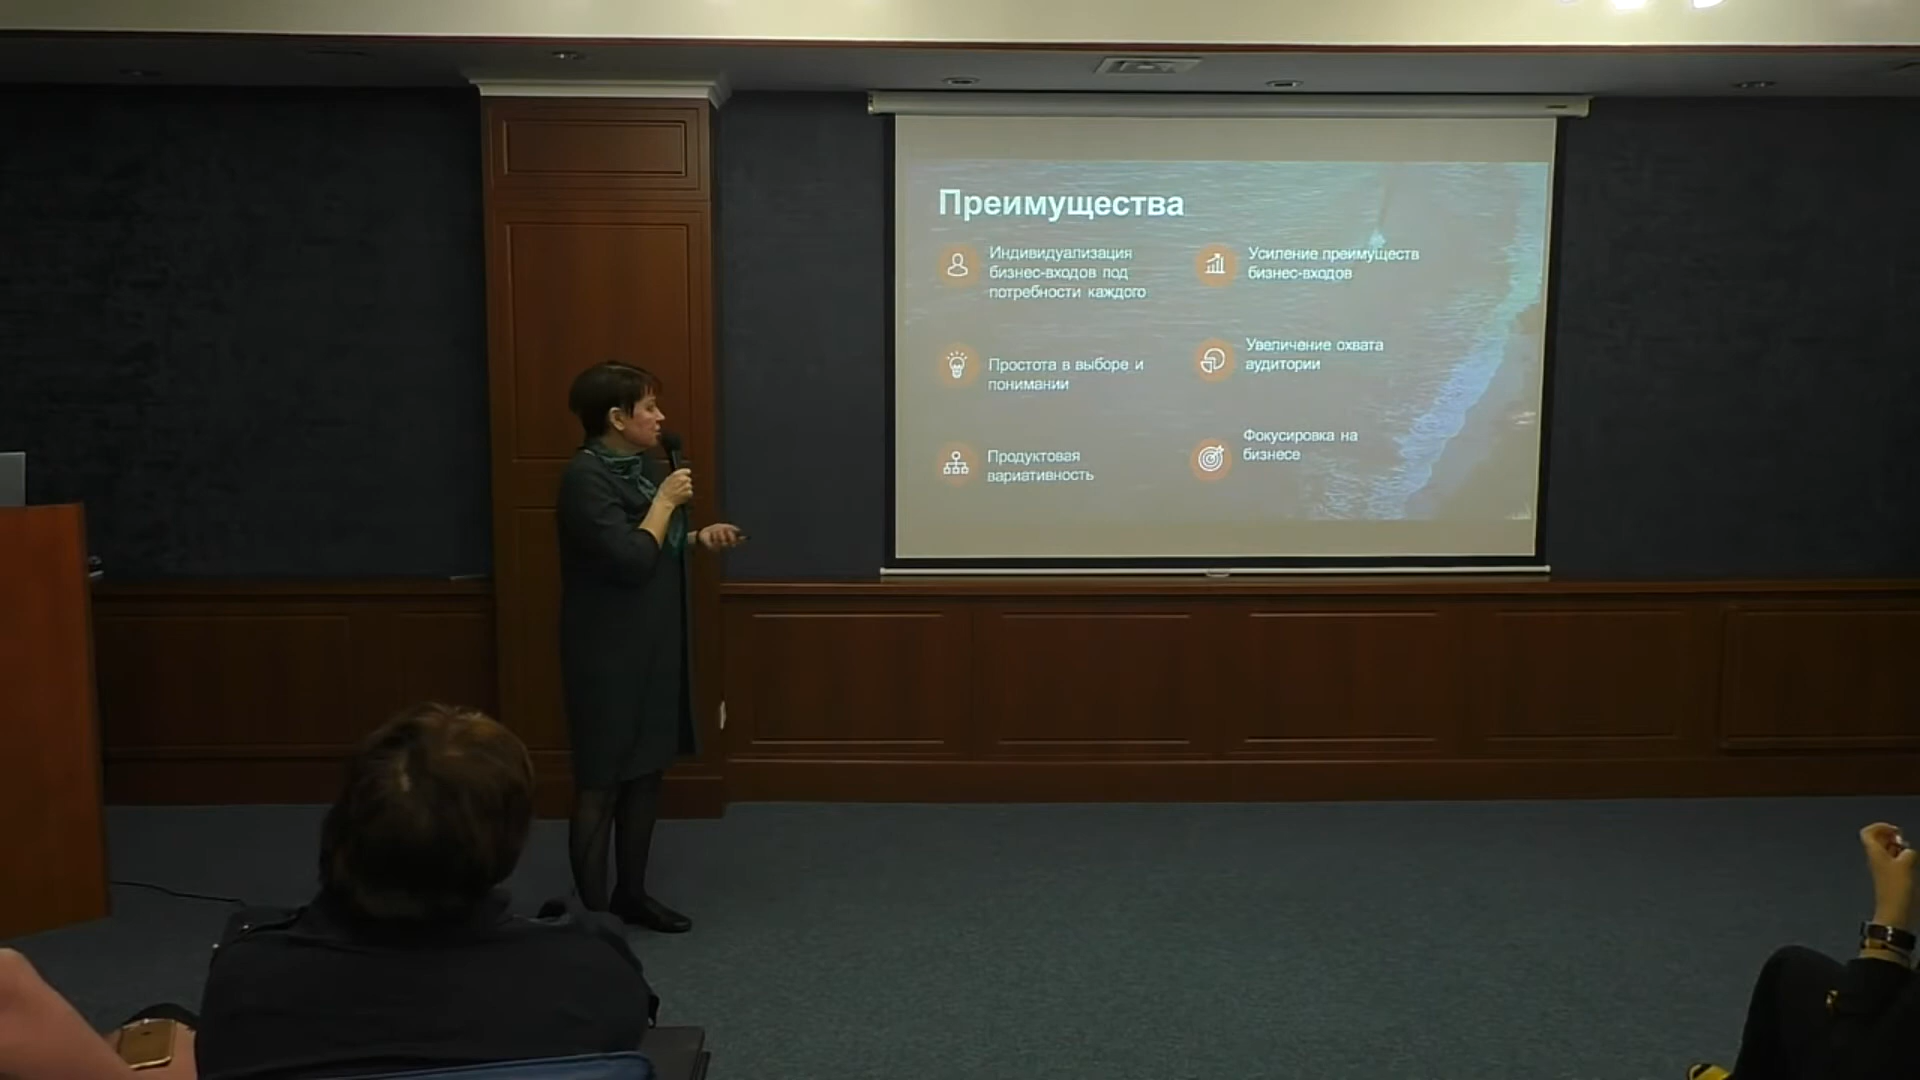 Преимущества
Индивидуализация
бизнес-входов под
потребности каждого
Простота в выборе и
понимании
Продуктовая
вариативность
Усиление преимуществ
бизнес-входов
Увеличение охвата
аудитории
Фокусировка на
бизнесе